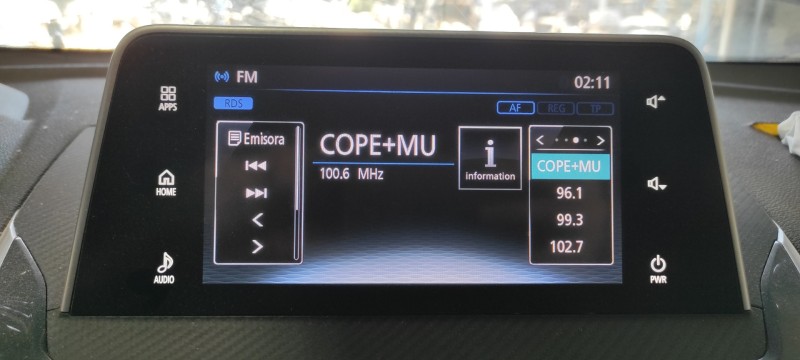 FM
02:11
RDS
AF REG TP
APPS
HOME
AUDIO
Emisora
COPE+MU
100.6 MHz
i
information
COPE+MU
96.1
99.3
102.7
PWR